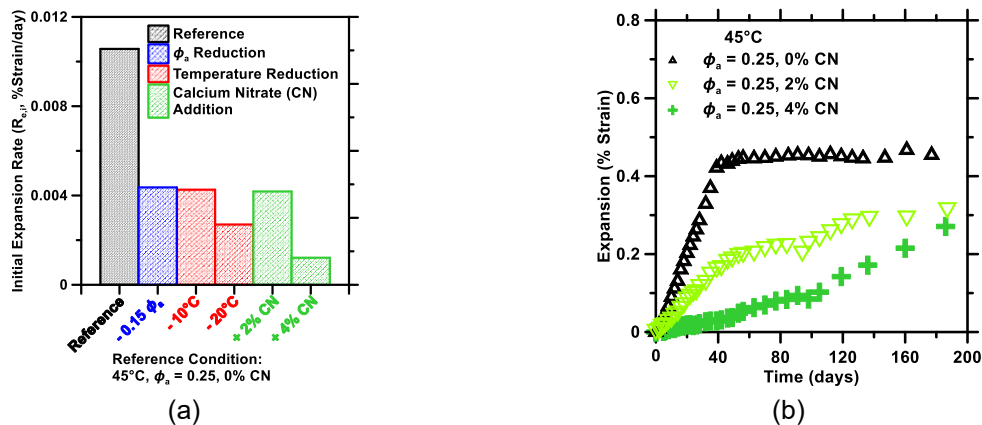 0.012
0.008
0.004
0
Initial Expansion Rate (Re,i, %Strain/day)
Reference
ϕa Reduction
Temperature Reduction
Calcium Nitrate (CN)
Addition
Reference
- 0.15 ϕa
- 10°C
- 20°C
+ 2% CN
+ 4% CN
Reference Condition:
45°C, ϕa = 0.25, 0% CN
(a)
0.8
0.6
0.4
0.2
0
Expansion (% Strain)
45°C
ϕa = 0.25, 0% CN
ϕa = 0.25, 2% CN
ϕa = 0.25, 4% CN
0 40 80 120 160 200
Time (days)
(b)